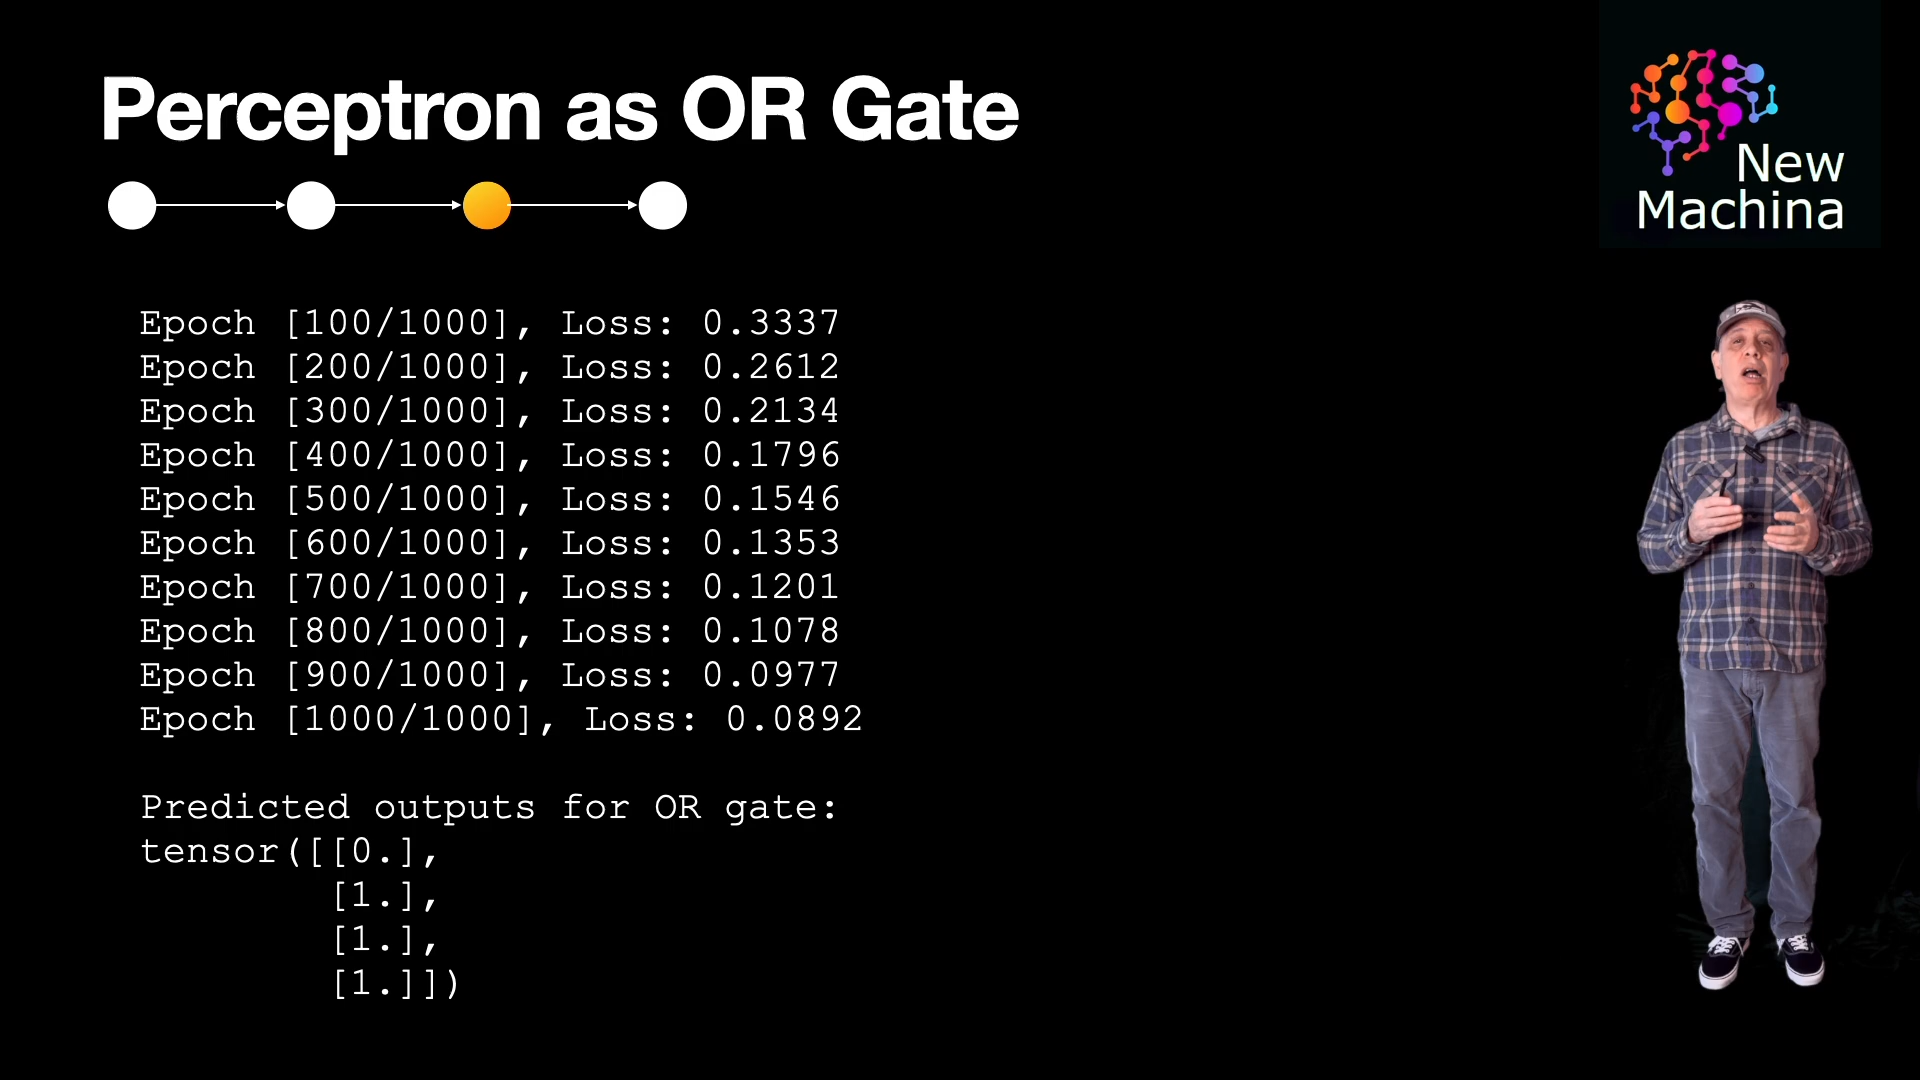 Perceptron as OR Gate
New
Machina
Epoch [100/1000], Loss: 0.3337
Epoch [200/1000], Loss: 0.2612
Epoch [300/1000], Loss: 0.2134
Epoch [400/1000], Loss: 0.1796
Epoch [500/1000], Loss: 0.1546
Epoch [600/1000], Loss: 0.1353
Epoch [700/1000], Loss: 0.1201
Epoch [800/1000], Loss: 0.1078
Epoch [900/1000], Loss: 0.0977
Epoch [1000/1000], Loss: 0.0892
Predicted outputs for OR gate:
tensor([[0.],
[1.],
[1.],
[1.]])